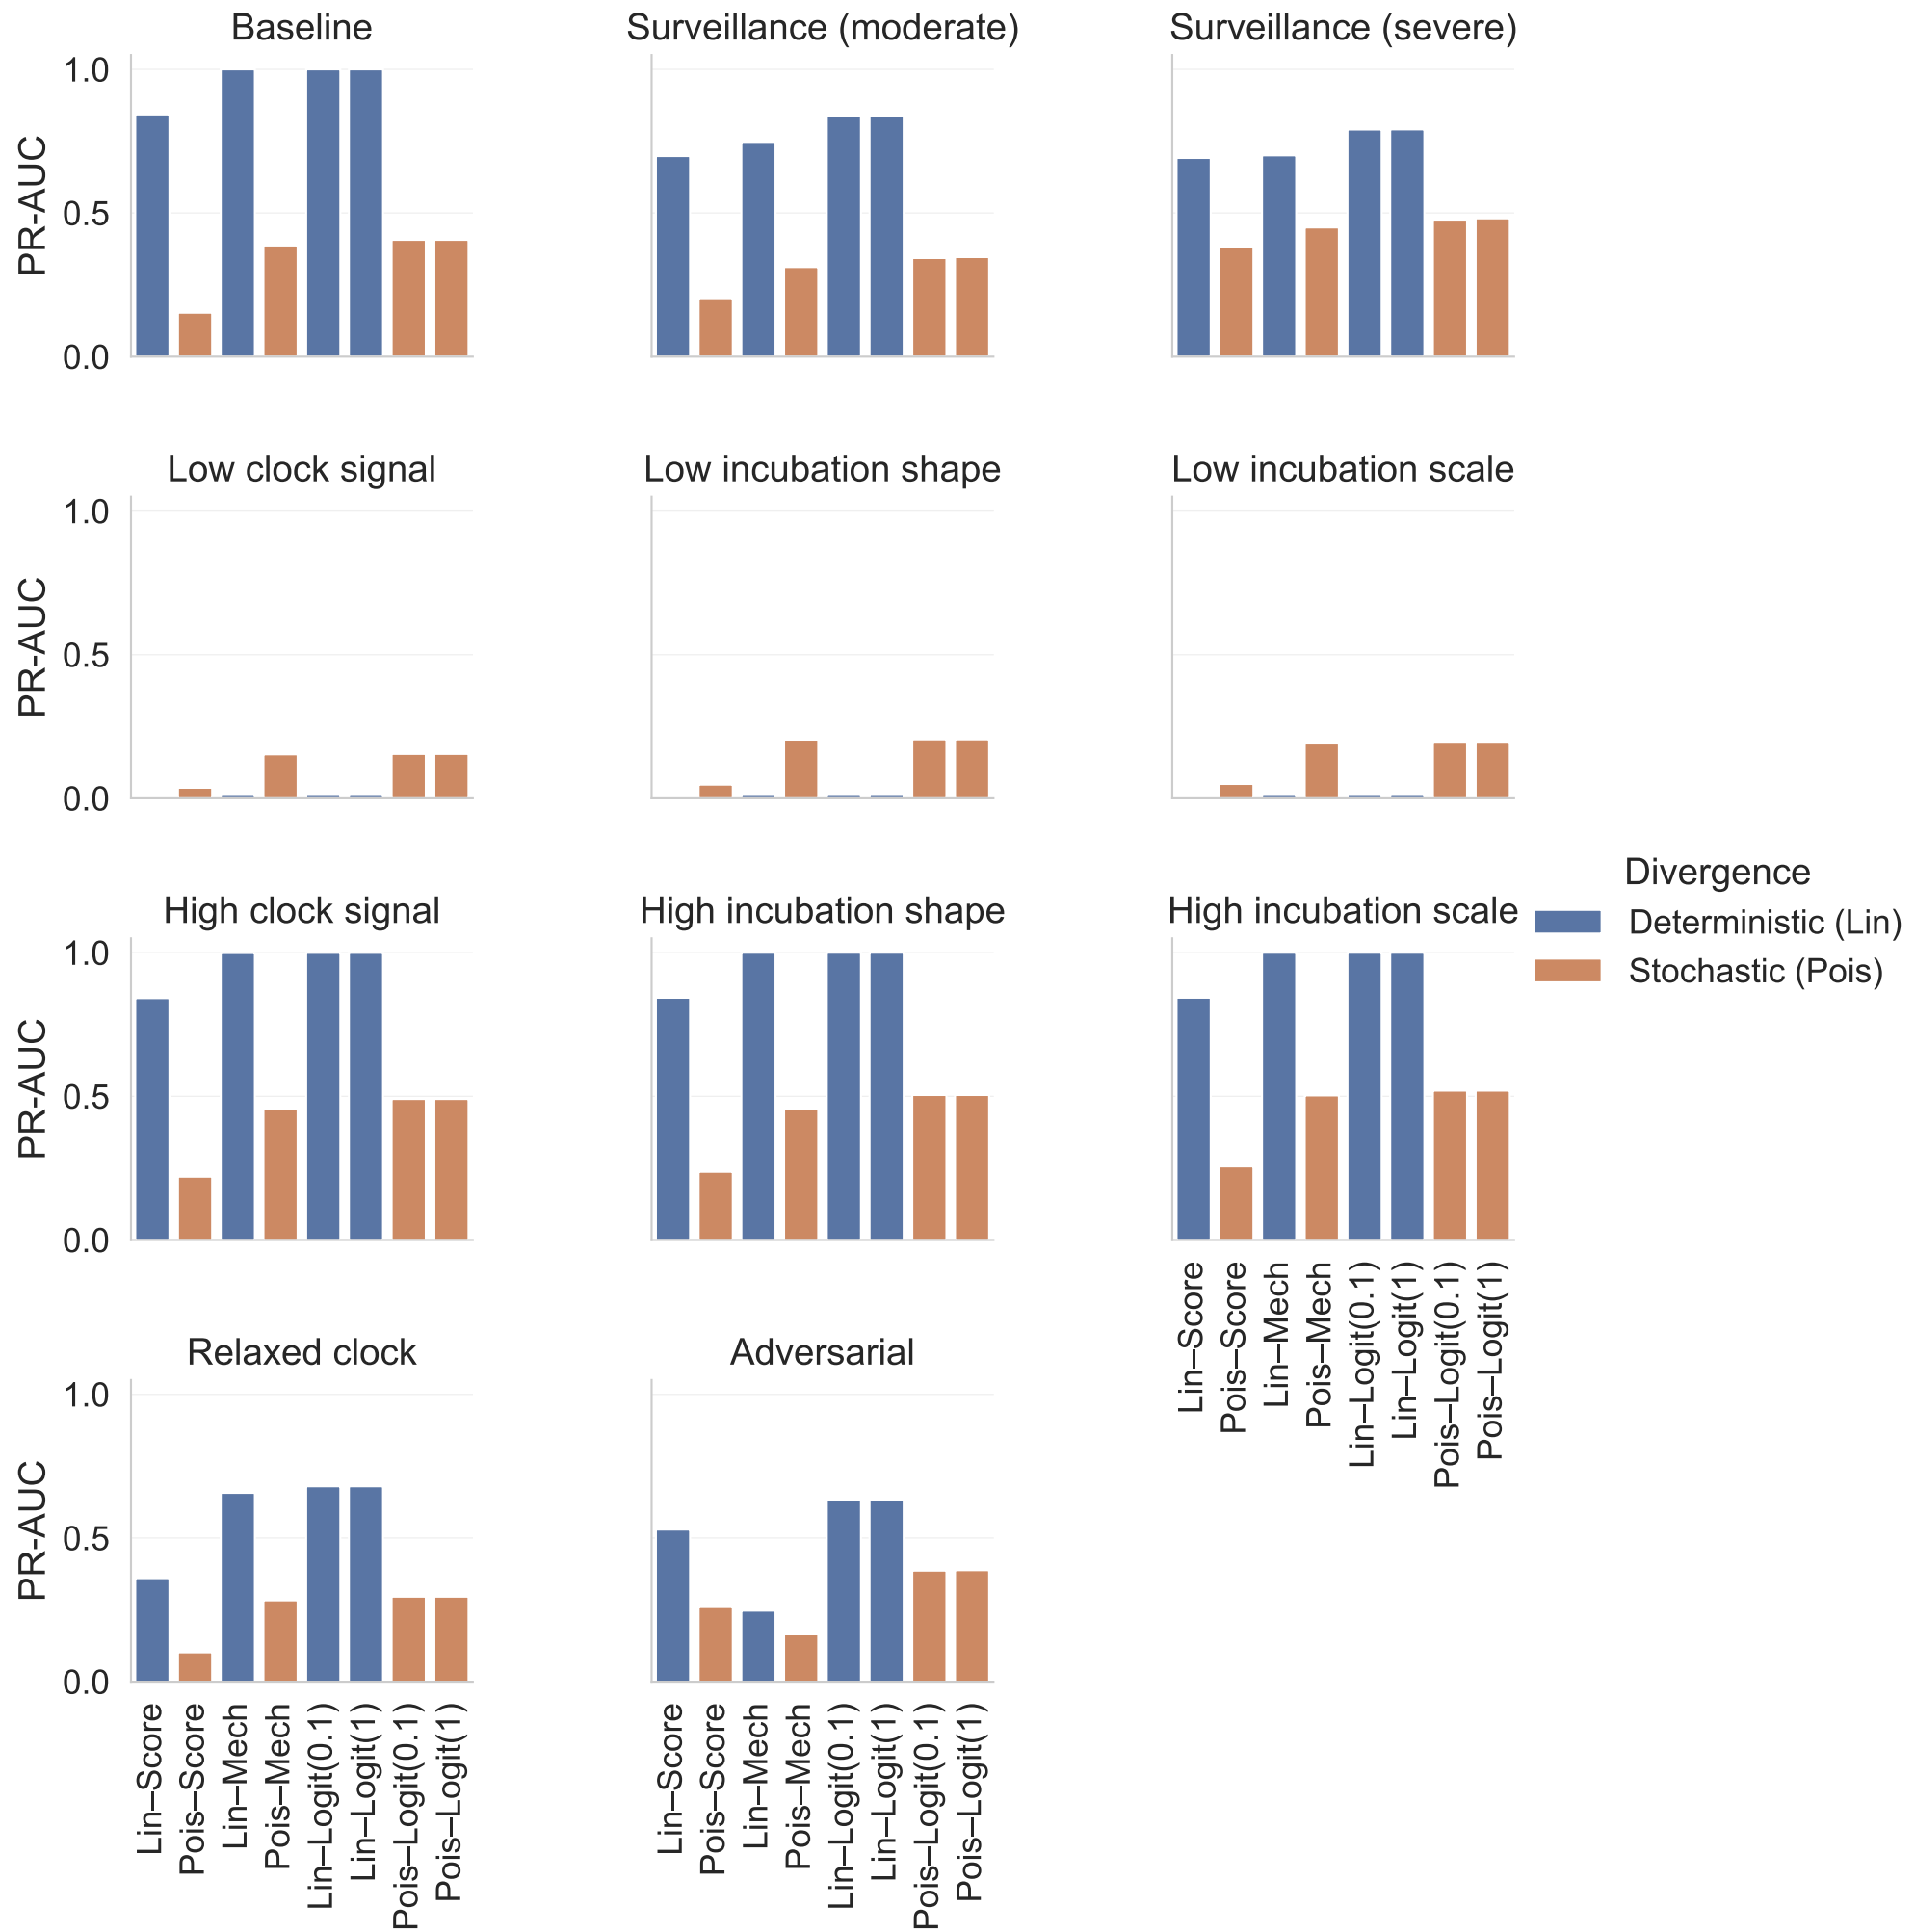 Baseline
Surveillance (moderate)
Surveillance (severe)
PR-AUC
1.0
0.5
0.0
Low clock signal
Low incubation shape
Low incubation scale
PR-AUC
1.0
0.5
0.0
High clock signal
High incubation shape
High incubation scale
PR-AUC
1.0
0.5
0.0
Divergence
Deterministic (Lin)
Stochastic (Pois)
Lin–Score
Pois–Score
Lin–Mech
Pois–Mech
Lin–Logit(0.1)
Lin–Logit(1)
Pois–Logit(0.1)
Pois–Logit(1)
Relaxed clock
Adversarial
PR-AUC
1.0
0.5
0.0
Lin–Score
Pois–Score
Lin–Mech
Pois–Mech
Lin–Logit(0.1)
Lin–Logit(1)
Pois–Logit(0.1)
Pois–Logit(1)
Lin–Score
Pois–Score
Lin–Mech
Pois–Mech
Lin–Logit(0.1)
Lin–Logit(1)
Pois–Logit(0.1)
Pois–Logit(1)